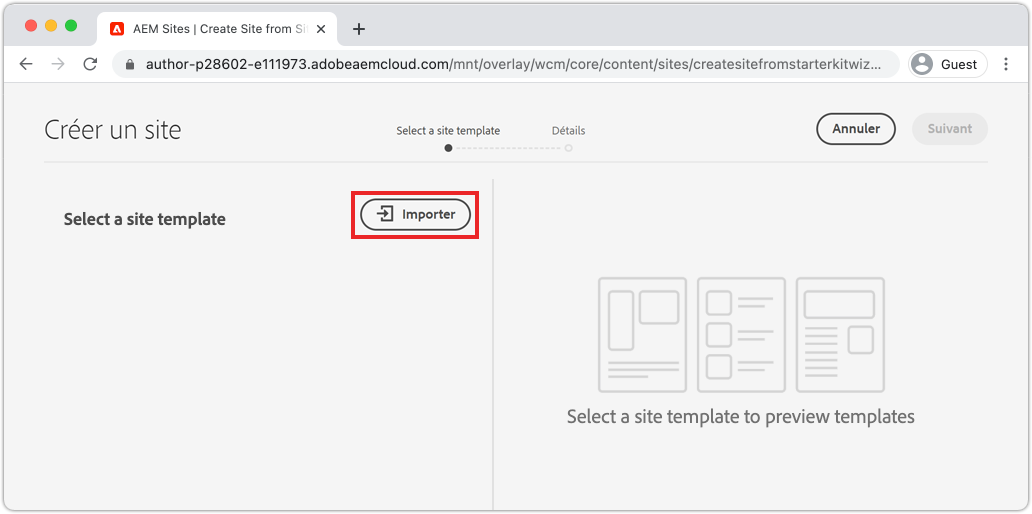 AEM Sites | Create Site from Si
author-p28602-e111973.adobeaemcloud.com/mnt/overlay/wcm/core/content/sites/createsitefromstarterkitwiz...
Guest
Créer un site
Select a site template
Détails
Annuler
Suivant
Select a site template
Importer
Select a site template to preview templates